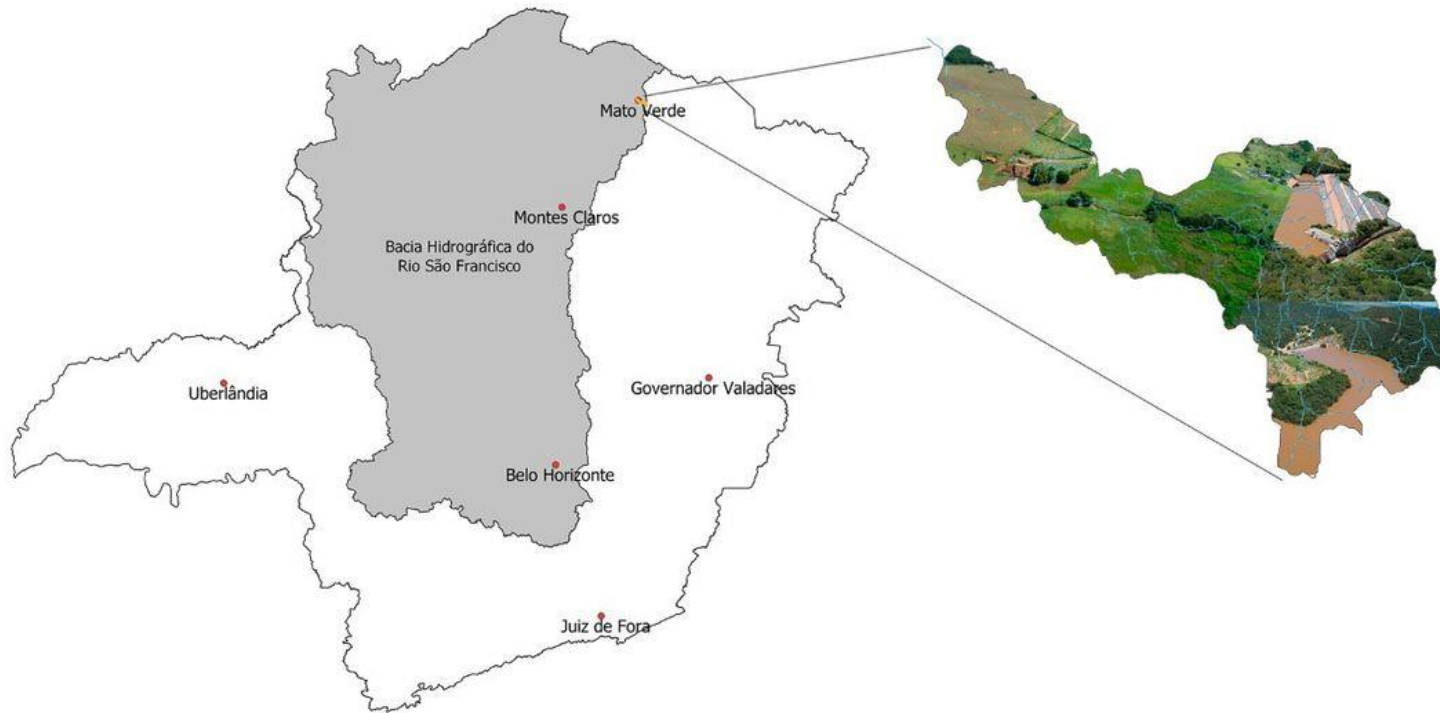 Mato Verde
Montes Claros
Bacia Hidrográfica do
Rio São Francisco
Uberlândia
Governador Valadares
Belo Horizonte
Juiz de Fora